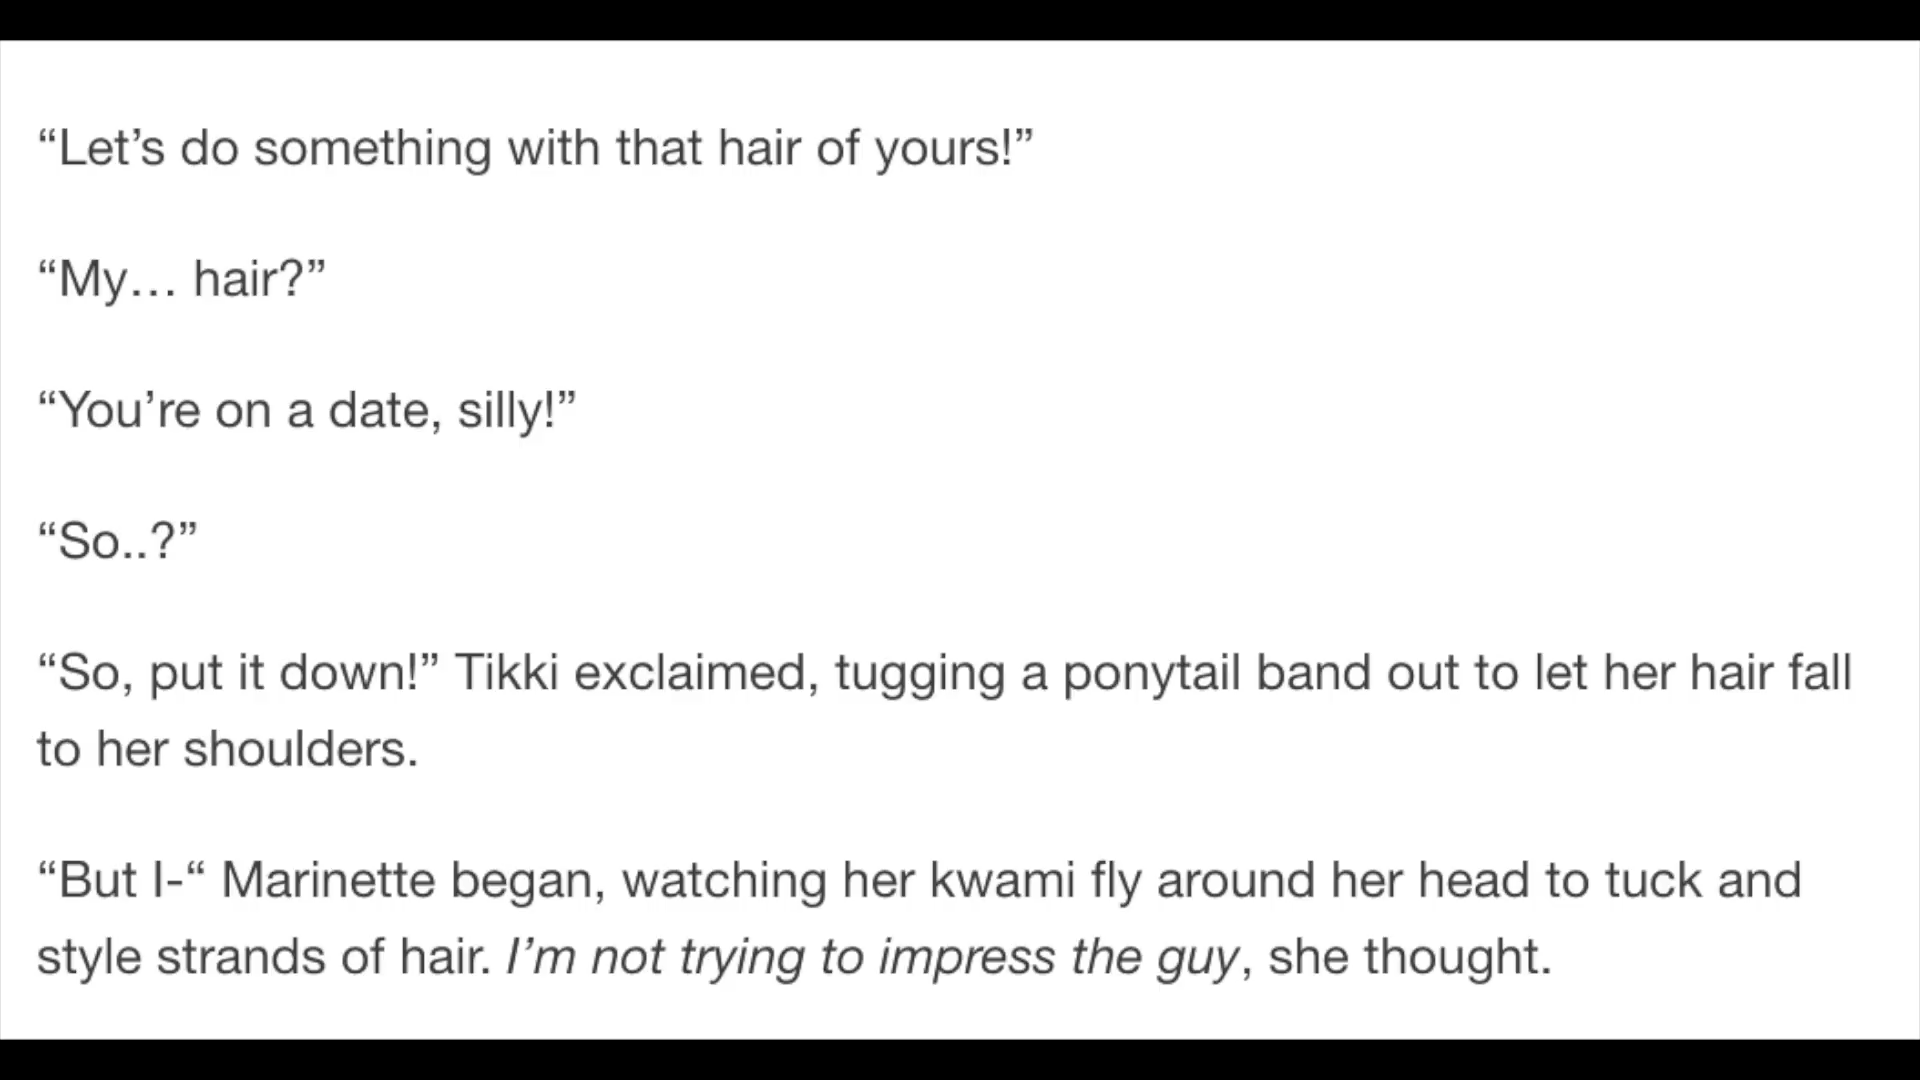 “Let’s do something with that hair of yours!”
“My… hair?”
“You’re on a date, silly!”
“So..?”
“So, put it down!” Tikki exclaimed, tugging a ponytail band out to let her hair fall
to her shoulders.
“But I-“ Marinette began, watching her kwami fly around her head to tuck and
style strands of hair. I’m not trying to impress the guy, she thought.